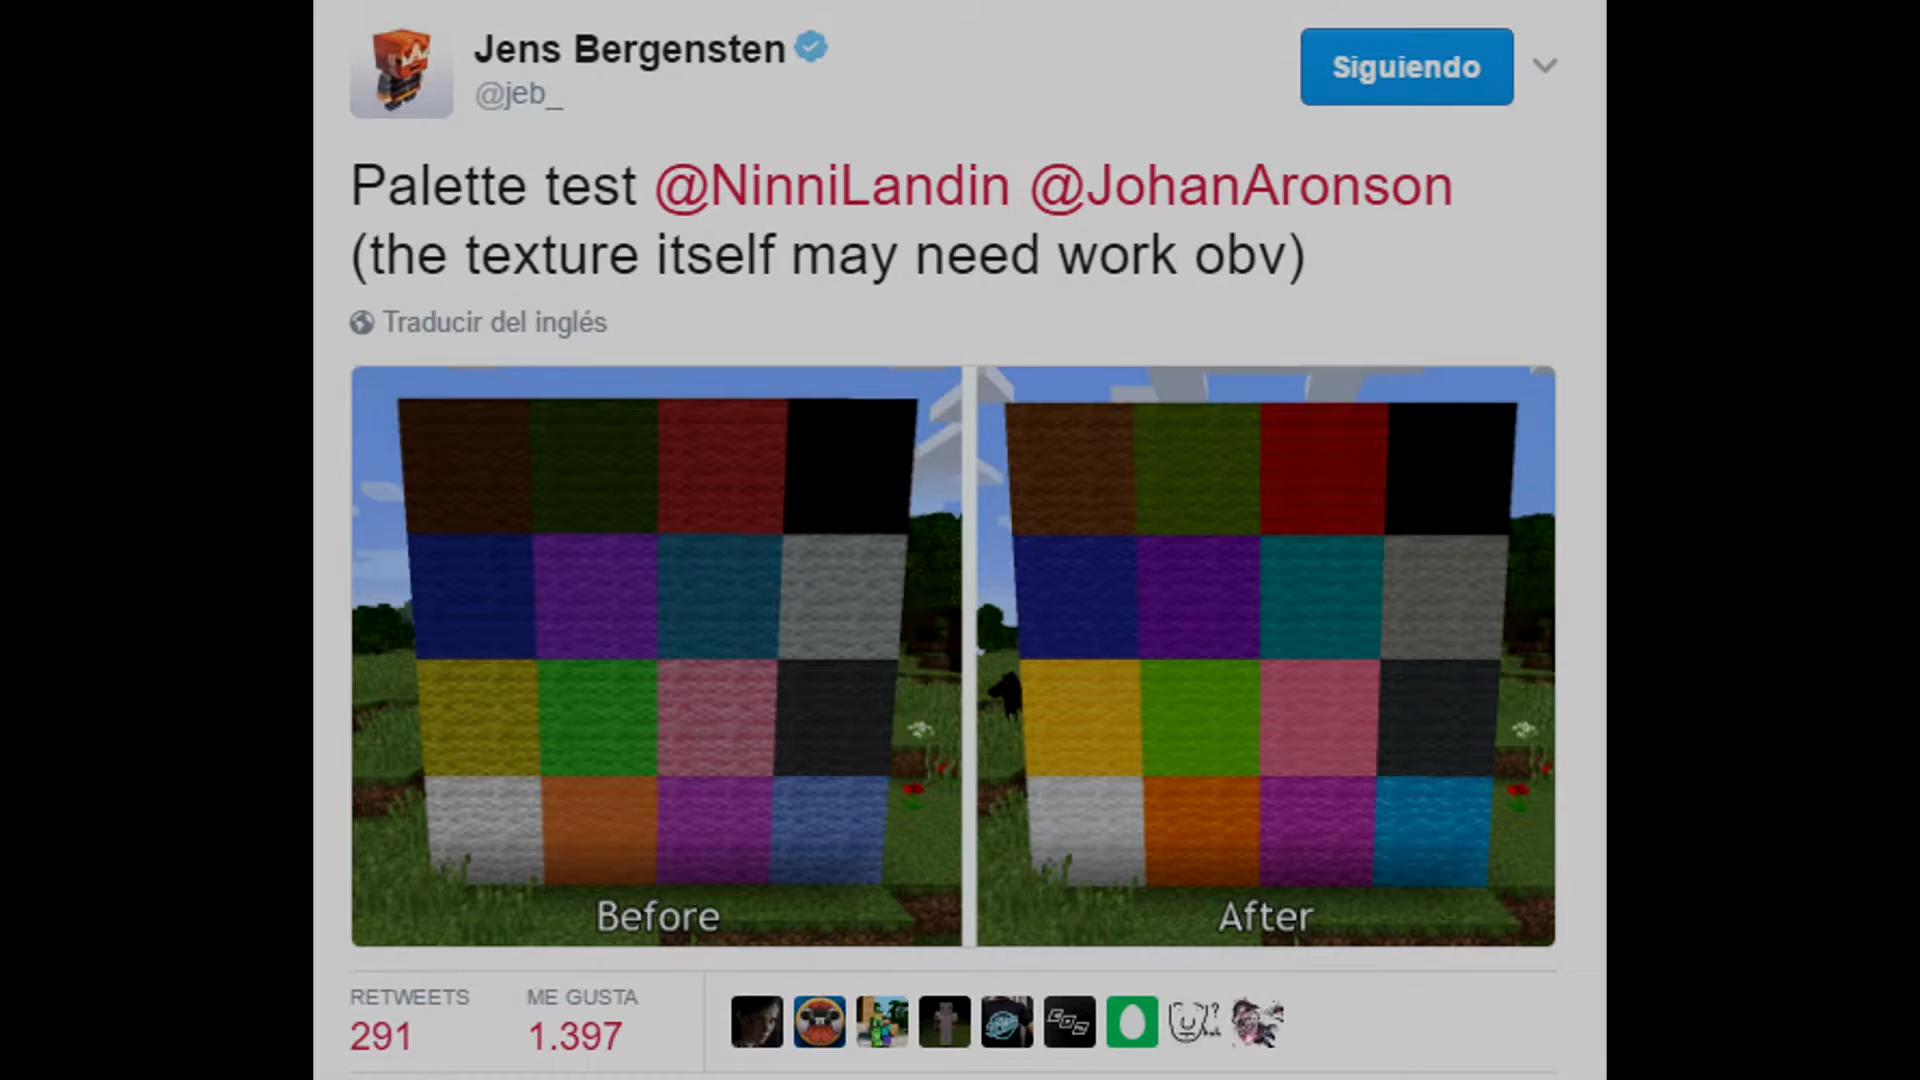 Jens Bergensten
@jeb_
Siguiendo
Palette test @NinniLandin @JohanAronson
(the texture itself may need work obv)
Traducir del inglés
Before
After
RETWEETS
291
ME GUSTA
1.397